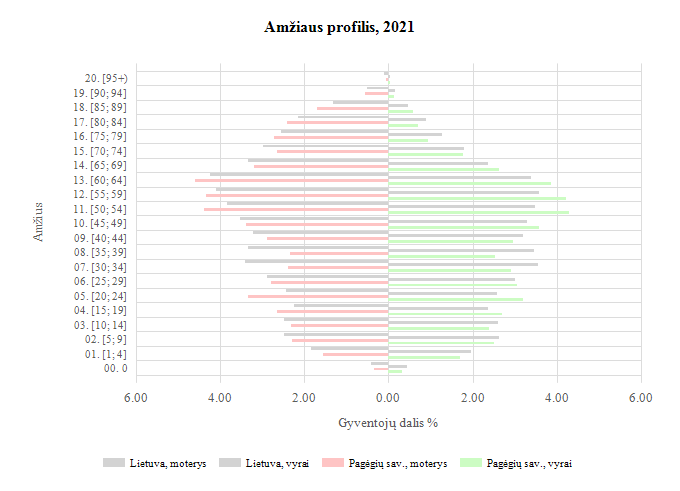 Amžiaus profilis, 2021
Amžius
20. [95+)
19. [90; 94]
18. [85; 89]
17. [80; 84]
16. [75; 79]
15. [70; 74]
14. [65; 69]
13. [60; 64]
12. [55; 59]
11. [50; 54]
10. [45; 49]
09. [40; 44]
08. [35; 39]
07. [30; 34]
06. [25; 29]
05. [20; 24]
04. [15; 19]
03. [10; 14]
02. [5; 9]
01. [1; 4]
00. 0
6.00 4.00 2.00 0.00 2.00 4.00 6.00
Gyventojų dalis %
Lietuva, moterys Lietuva, vyrai Pagėgių sav., moterys Pagėgių sav., vyrai